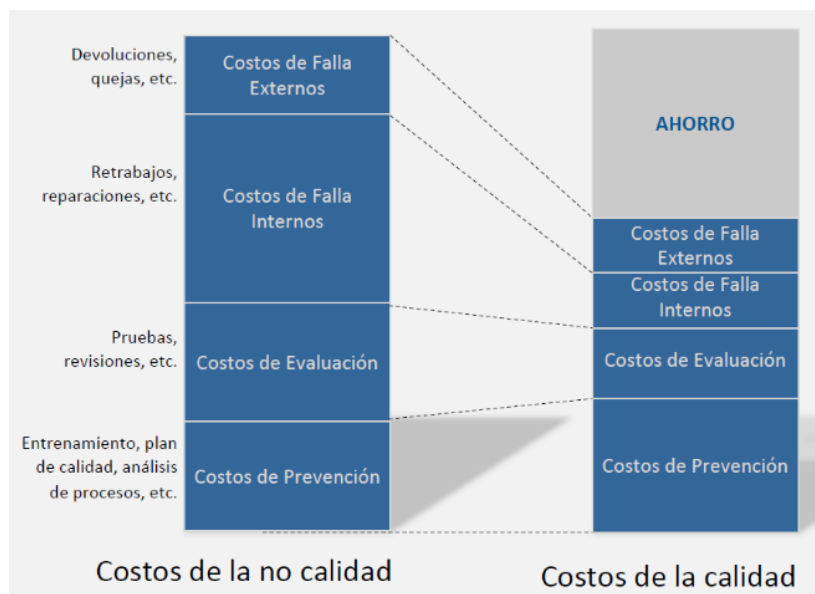 Devoluciones,
quejas, etc.
Costos de Falla
Externos
Retrabajos,
reparaciones, etc.
Costos de Falla
Internos
Pruebas,
revisiones, etc.
Costos de Evaluación
Entrenamiento, plan
de calidad, análisis
de procesos, etc.
Costos de Prevención
Costos de la no calidad
AHORRO
Costos de Falla
Externos
Costos de Falla
Internos
Costos de Evaluación
Costos de Prevención
Costos de la calidad